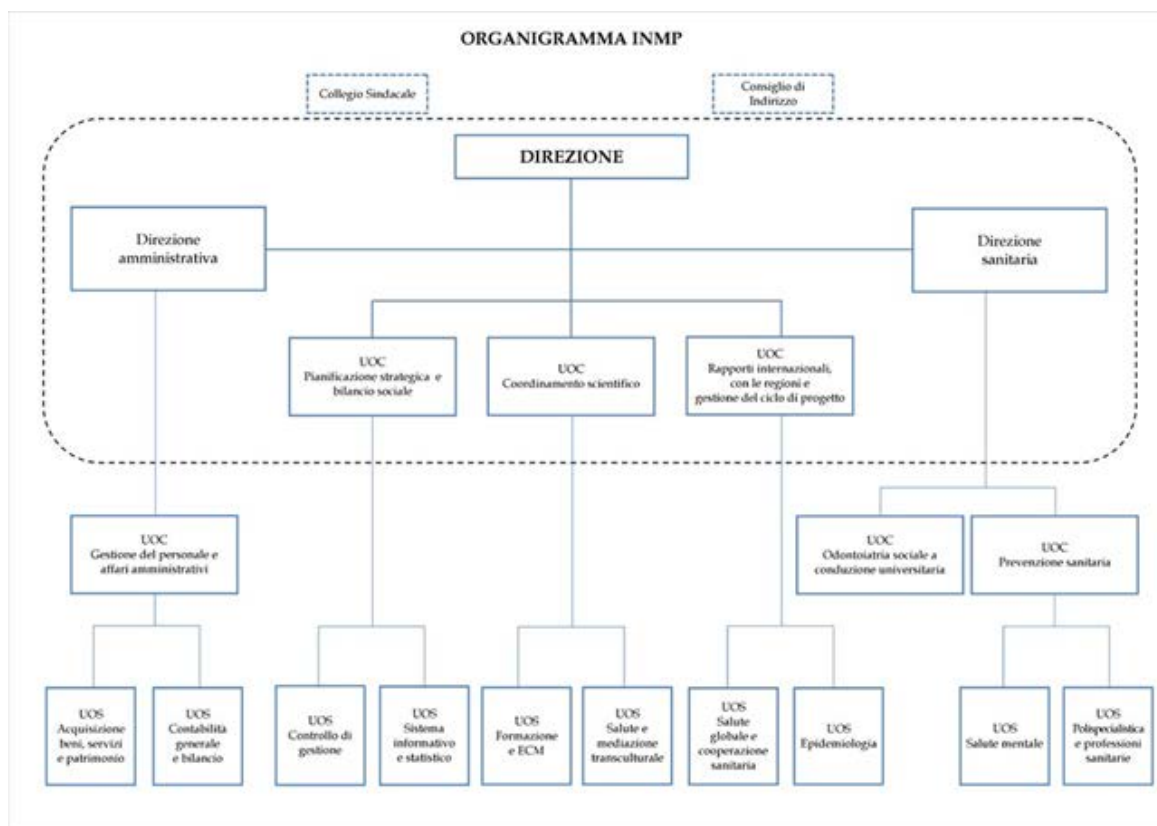 ORGANIGRAMMA INMP
Collegio Sindacale
Consiglio di
Indirizzo
DIREZIONE
Direzione
amministrativa
Direzione
sanitaria
UOC
Pianificazione strategica e
bilancio sociale
UOC
Coordinamento scientifico
UOC
Rapporti internazionali,
con le regioni e
gestione del ciclo di progetto
UOC
Gestione del personale e
affari amministrativi
UOC
Odontoiatria sociale a
conduzione universitaria
UOC
Prevenzione sanitaria
UOS
Acquisizione
beni, servizi
e patrimonio
UOS
Contabilità
generale
e bilancio
UOS
Controllo di
gestione
UOS
Sistema
informativo
e statistico
UOS
Formazione
e ECM
UOS
Salute e
mediazione
transculturale
UOS
Salute
globale e
cooperazione
sanitaria
UOS
Epidemiologia
UOS
Salute mentale
UOS
Polispecialistica
e professioni
sanitarie